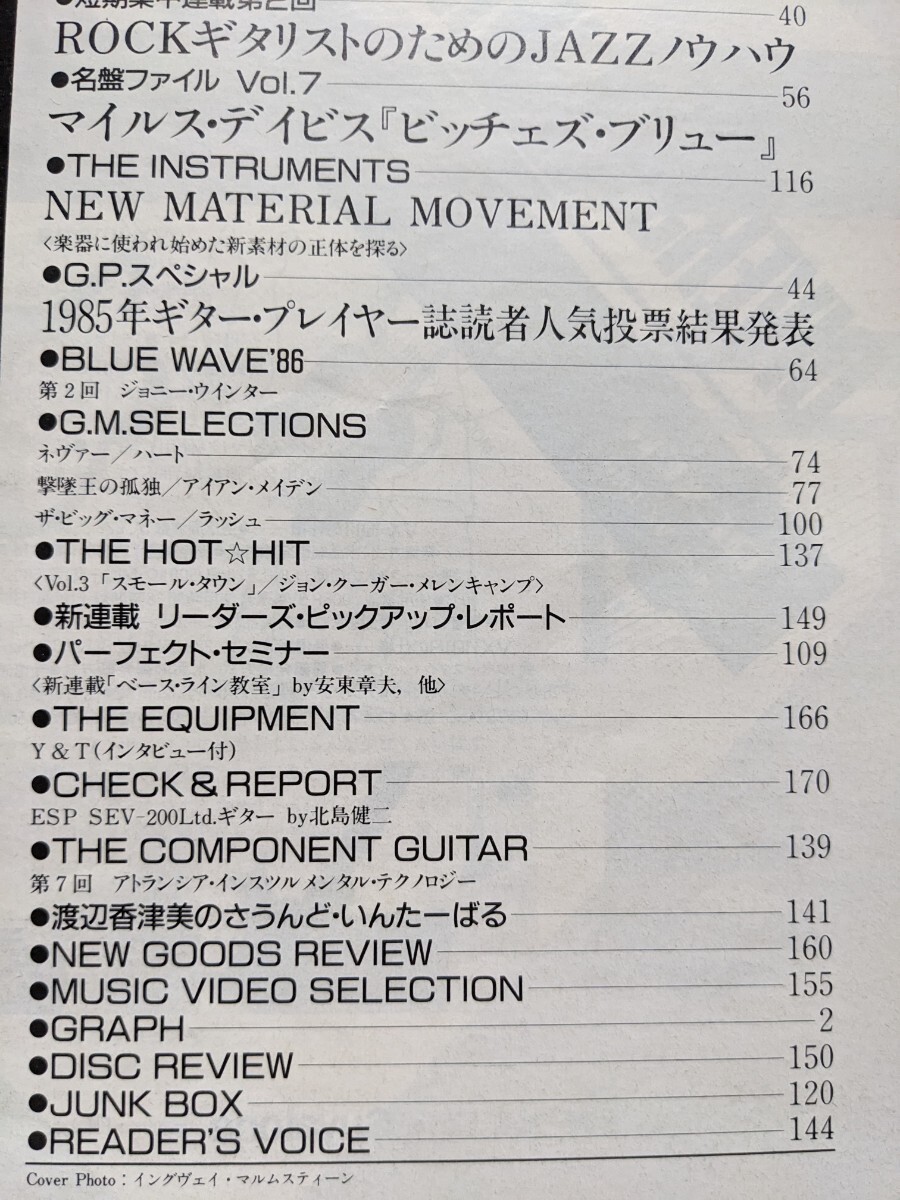 ●短期集中連載第2回 40
ROCKギタリストのためのJAZZノウハウ
●名盤ファイル Vol.7 56
マイルス・デイビス『ビッチェズ・ブリュー』
●THE INSTRUMENTS 116
NEW MATERIAL MOVEMENT
〈楽器に使われ始めた新素材の正体を探る〉
●G.P.スペシャル 44
1985年ギター・プレイヤー誌読者人気投票結果発表
●BLUE WAVE'86 64
第2回 ジョニー・ウインター
●G.M.SELECTIONS
ネヴァー/ハート 74
撃墜王の孤独/アイアン・メイデン 77
ザ・ビッグ・マネー/ラッシュ 100
●THE HOT☆HIT 137
〈Vol.3「スモール・タウン」/ジョン・クーガー・メレンキャンプ〉
●新連載 リーダーズ・ピックアップ・レポート 149
●パーフェクト・セミナー 109
〈新連載「ベース・ライン教室」by安東章夫, 他〉
●THE EQUIPMENT 166
Y&T(インタビュー付)
●CHECK&REPORT 170
ESP SEV-200Ltd.ギター by北島健二
●THE COMPONENT GUITAR 139
第7回 アトランシア・インスツルメンタル・テクノロジー
●渡辺香津美のさうんど・いんたーばる 141
●NEW GOODS REVIEW 160
●MUSIC VIDEO SELECTION 155
●GRAPH 2
●DISC REVIEW 150
●JUNK BOX 120
●READER'S VOICE 144
Cover Photo：イングヴェイ・マルムスティーン